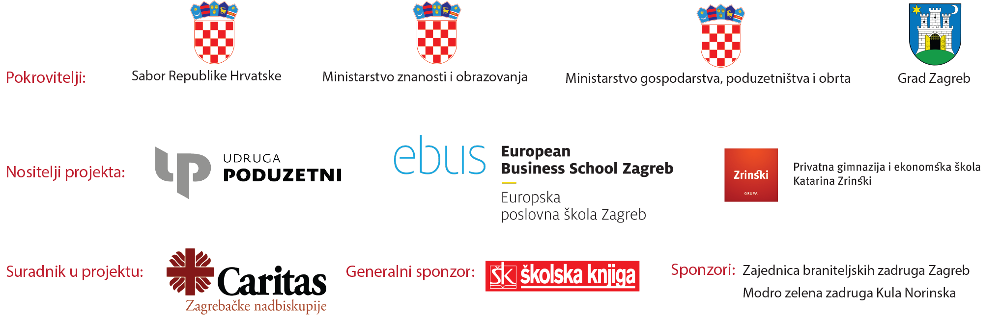 Pokrovitelji:
Sabor Republike Hrvatske
Ministarstvo znanosti i obrazovanja
Ministarstvo gospodarstva, poduzetništva i obrta
Grad Zagreb
Nositelji projekta:
UDRUGA
PODUZETNI
ebus
European
Business School Zagreb
Europska
poslovna škola Zagreb
Zrinski
GRUPA
Privatna gimnazija i ekonomska škola
Katarina Zrinski
Suradnik u projektu:
Caritas
Zagrebačke nadbiskupije
Generalni sponzor:
ŠK školska knjiga
Sponzori:
Zajednica braniteljskih zadruga Zagreb
Modro zelena zadruga Kula Norinska